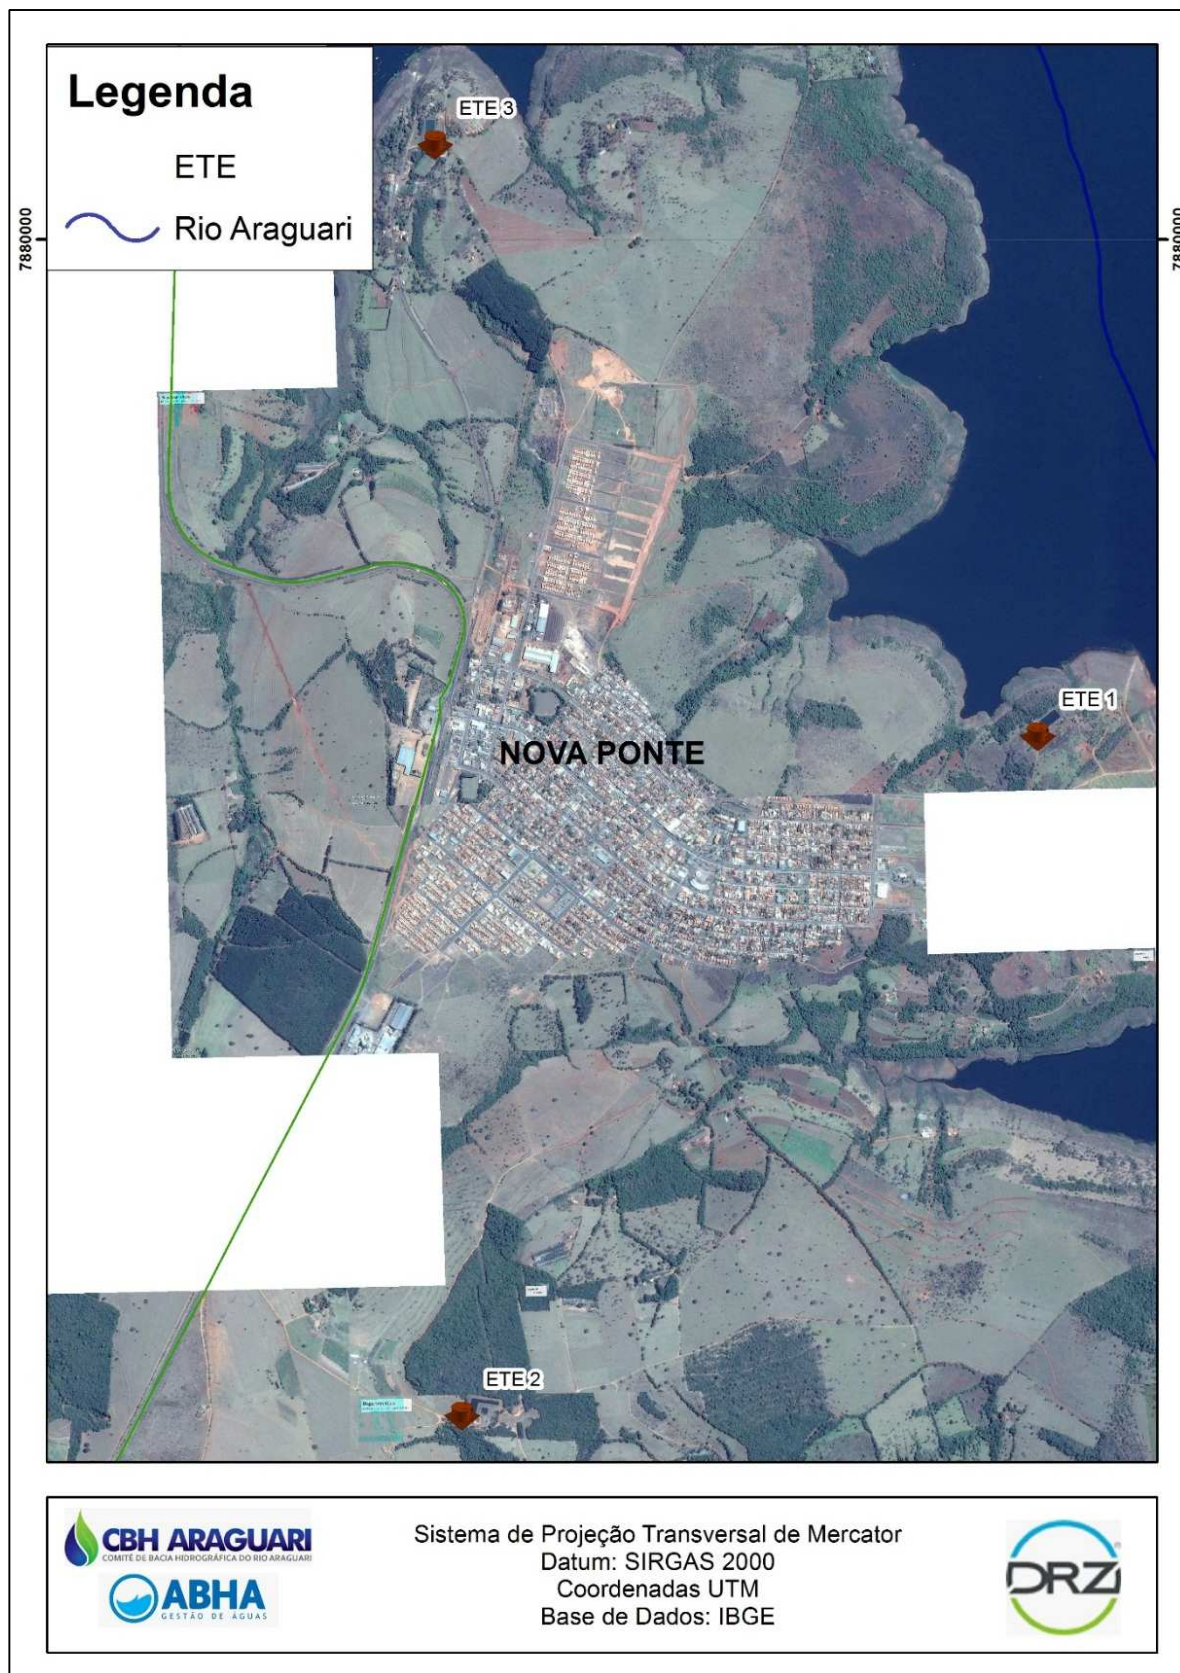 Legenda
ETE
Rio Araguari
7880000
7880000
ETE 3
ETE 1
NOVA PONTE
ETE 2
CBH ARAGUARI
COMITÊ DE BACIA HIDROGRÁFICA DO RIO ARAGUARI
ABHA
GESTÃO DE ÁGUAS
Sistema de Projeção Transversal de Mercator
Datum: SIRGAS 2000
Coordenadas UTM
Base de Dados: IBGE
DRZ
®